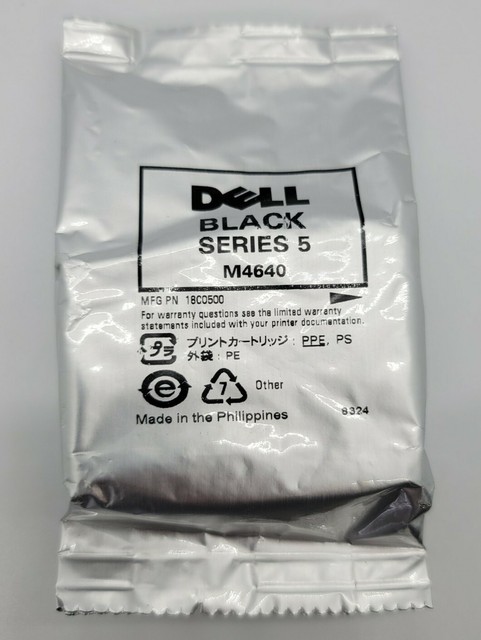 DELL
BLACK
SERIES 5
M4640
MFG PN 18C0500
For warranty questions see the limited warranty
statements included with your printer documentation.
プラ
プリントカートリッジ : PPE, PS
外袋 : PE
e
7
Other
Made in the Philippines
8324